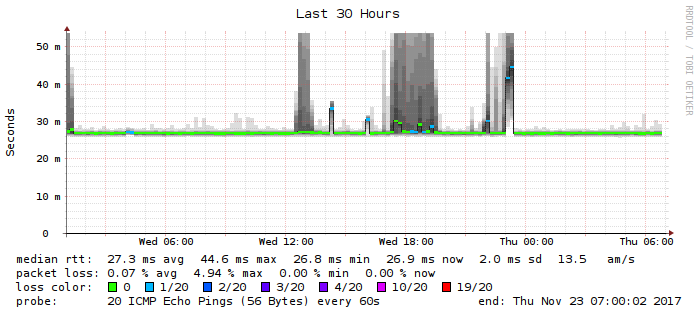 Last 30 Hours
RRDTOOL / TOBI OETIKER
Seconds
50 m
40 m
30 m
20 m
10 m
0
Wed 06:00 Wed 12:00 Wed 18:00 Thu 00:00 Thu 06:00
median rtt: 27.3 ms avg 44.6 ms max 26.8 ms min 26.9 ms now 2.0 ms sd 13.5 am/s
packet loss: 0.07 % avg 4.94 % max 0.00 % min 0.00 % now
loss color: 0 1/20 2/20 3/20 4/20 10/20 19/20
probe: 20 ICMP Echo Pings (56 Bytes) every 60s end: Thu Nov 23 07:00:02 2017